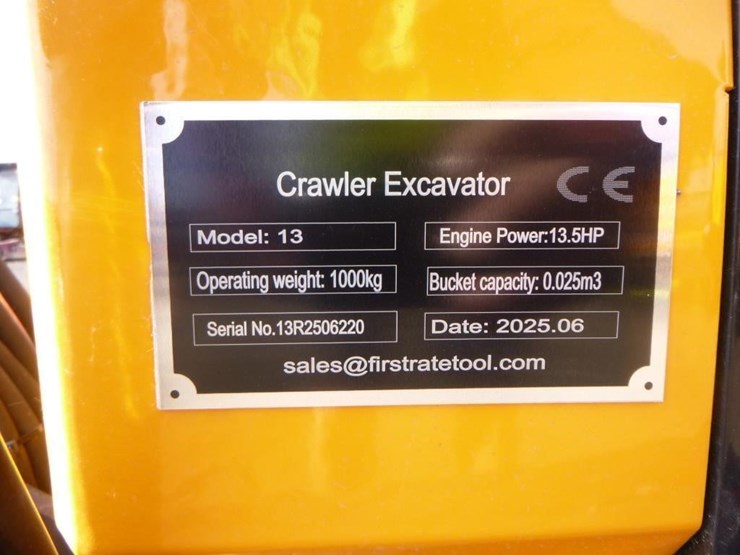 Crawler Excavator CE
Model: 13
Engine Power:13.5HP
Operating weight: 1000kg
Bucket capacity: 0.025m3
Serial No.13R2506220
Date: 2025.06
sales@firstratetool.com